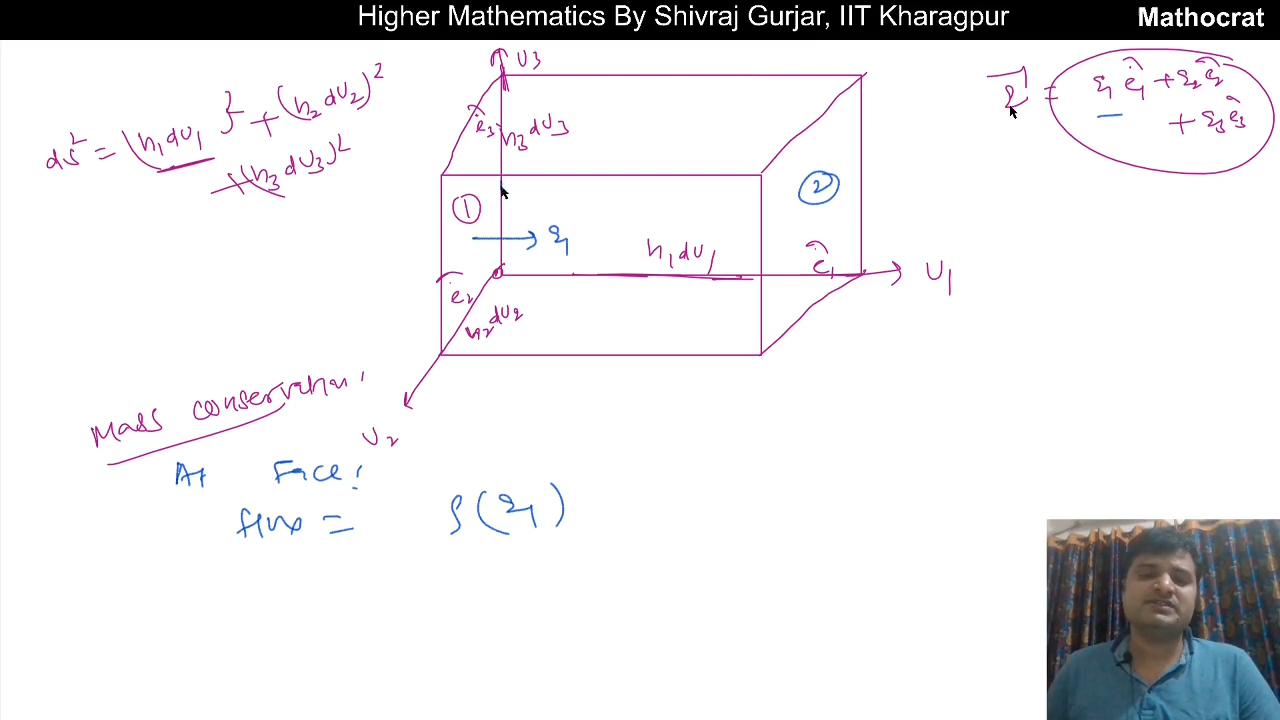 Higher Mathematics By Shivraj Gurjar, IIT Kharagpur
Mathocrat
ds² = (h₁du₁)² + (h₂dU₂)²
+ (h₃dU₃)²
U₃
ê₃
h₃dU₃
①
②
q₁
h₁dU₁
ê₁
U₁
ê₂
h₂dU₂
U₂
q⃗ = q₁ê₁ + q₂ê₂
+ q₃ê₃
Mass conservation:
At Face:
flux = ρ(q₁)